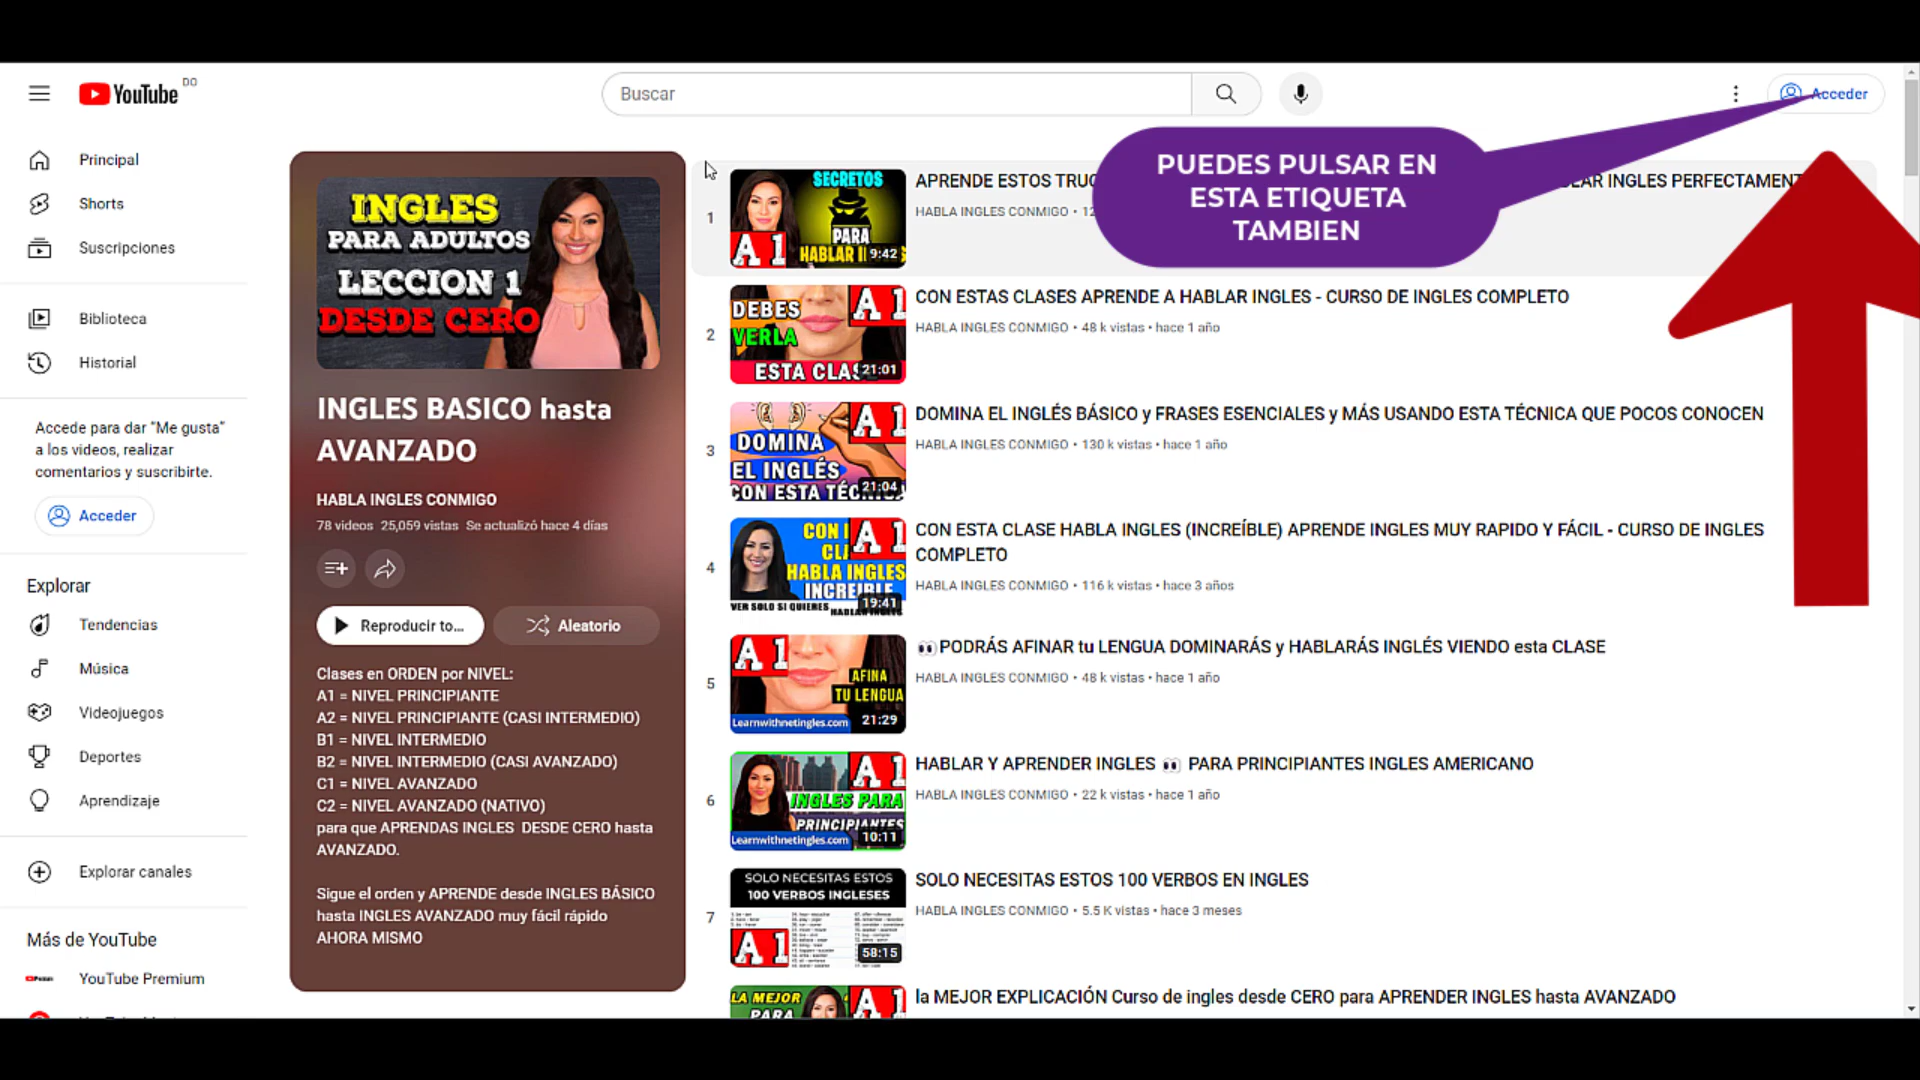 YouTube DO
Buscar
Acceder
Principal
Shorts
Suscripciones
Biblioteca
Historial
Accede para dar "Me gusta"
a los videos, realizar
comentarios y suscribirte.
Acceder
Explorar
Tendencias
Música
Videojuegos
Deportes
Aprendizaje
Explorar canales
Más de YouTube
YouTube Premium
INGLES
PARA ADULTOS
LECCION 1
DESDE CERO
INGLES BASICO hasta
AVANZADO
HABLA INGLES CONMIGO
78 videos 25,059 vistas Se actualizó hace 4 días
Reproducir to...
Aleatorio
Clases en ORDEN por NIVEL:
A1 = NIVEL PRINCIPIANTE
A2 = NIVEL PRINCIPIANTE (CASI INTERMEDIO)
B1 = NIVEL INTERMEDIO
B2 = NIVEL INTERMEDIO (CASI AVANZADO)
C1 = NIVEL AVANZADO
C2 = NIVEL AVANZADO (NATIVO)
para que APRENDAS INGLES DESDE CERO hasta
AVANZADO.
Sigue el orden y APRENDE desde INGLES BÁSICO
hasta INGLES AVANZADO muy fácil rápido
AHORA MISMO
PUEDES PULSAR EN
ESTA ETIQUETA
TAMBIEN
1
SECRETOS
PARA
HABLAR
A 1
9:42
APRENDE ESTOS INGLES
HABLA INGLES CONMIGO •
2
DEBES
VERLA
A 1
ESTA
21:01
CON ESTAS CLASES APRENDE A HABLAR INGLES - CURSO DE INGLES COMPLETO
HABLA INGLES CONMIGO • 48 k vistas • hace 1 año
3
A 1
DOMINA
EL INGLÉS
CON ESTA
21:04
DOMINA EL INGLÉS BÁSICO y FRASES ESENCIALES y MÁS USANDO ESTA TÉCNICA QUE POCOS CONOCEN
HABLA INGLES CONMIGO • 130 k vistas • hace 1 año
4
CON
A 1
HABLA INGLES
INCREIBLE
VER SOLO SI QUIERES
19:41
CON ESTA CLASE HABLA INGLES (INCREÍBLE) APRENDE INGLES MUY RAPIDO Y FÁCIL - CURSO DE INGLES
COMPLETO
HABLA INGLES CONMIGO • 116 k vistas • hace 3 años
5
A 1
AFINA
TU LENGUA
Learnwithnetingles.com
21:29
👀PODRÁS AFINAR tu LENGUA DOMINARÁS y HABLARÁS INGLÉS VIENDO esta CLASE
HABLA INGLES CONMIGO • 48 k vistas • hace 1 año
6
A 1
INGLES PARA
PRINCIPIANTES
Learnwithnetingles.com
10:11
HABLAR Y APRENDER INGLES 👀 PARA PRINCIPIANTES INGLES AMERICANO
HABLA INGLES CONMIGO • 22 k vistas • hace 1 año
7
SOLO NECESITAS ESTOS
100 VERBOS INGLESES
A 1
58:15
SOLO NECESITAS ESTOS 100 VERBOS EN INGLES
HABLA INGLES CONMIGO • 5.5 K vistas • hace 3 meses
LA MEJOR
PARA
A 1
la MEJOR EXPLICACIÓN Curso de ingles desde CERO para APRENDER INGLES hasta AVANZADO